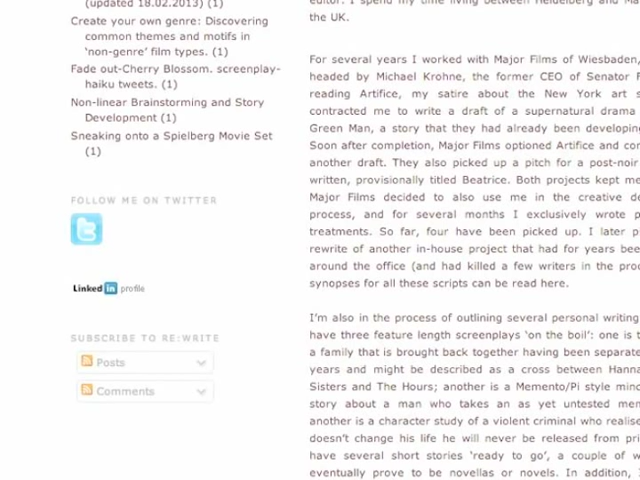 (updated 18.02.2013) (1)
Create your own genre: Discovering
common themes and motifs in
'non-genre' film types. (1)
Fade out-Cherry Blossom. screenplay-
haiku tweets. (1)
Non-linear Brainstorming and Story
Development (1)
Sneaking onto a Spielberg Movie Set
(1)
FOLLOW ME ON TWITTER
Linked in profile
SUBSCRIBE TO RE:WRITE
Posts
Comments
editor. I spend my time living between Heidelberg and
the UK.
For several years I worked with Major Films of Wiesbaden,
headed by Michael Krohne, the former CEO of Senator F
reading Artifice, my satire about the New York art s
contracted me to write a draft of a supernatural drama
Green Man, a story that they had already been developing
Soon after completion, Major Films optioned Artifice and co
another draft. They also picked up a pitch for a post-noir
written, provisionally titled Beatrice. Both projects kept me
Major Films decided to also use me in the creative de
process, and for several months I exclusively wrote p
treatments. So far, four have been picked up. I later p
rewrite of another in-house project that had for years bee
around the office (and had killed a few writers in the proc
synopses for all these scripts can be read here.
I'm also in the process of outlining several personal writing
have three feature length screenplays 'on the boil': one is t
a family that is brought back together having been separate
years and might be described as a cross between Hanna
Sisters and The Hours; another is a Memento/Pi style mind
story about a man who takes an as yet untested mem
another is a character study of a violent criminal who realise
doesn't change his life he will never be released from pri
have several short stories 'ready to go', a couple of w
eventually prove to be novellas or novels. In addition, I